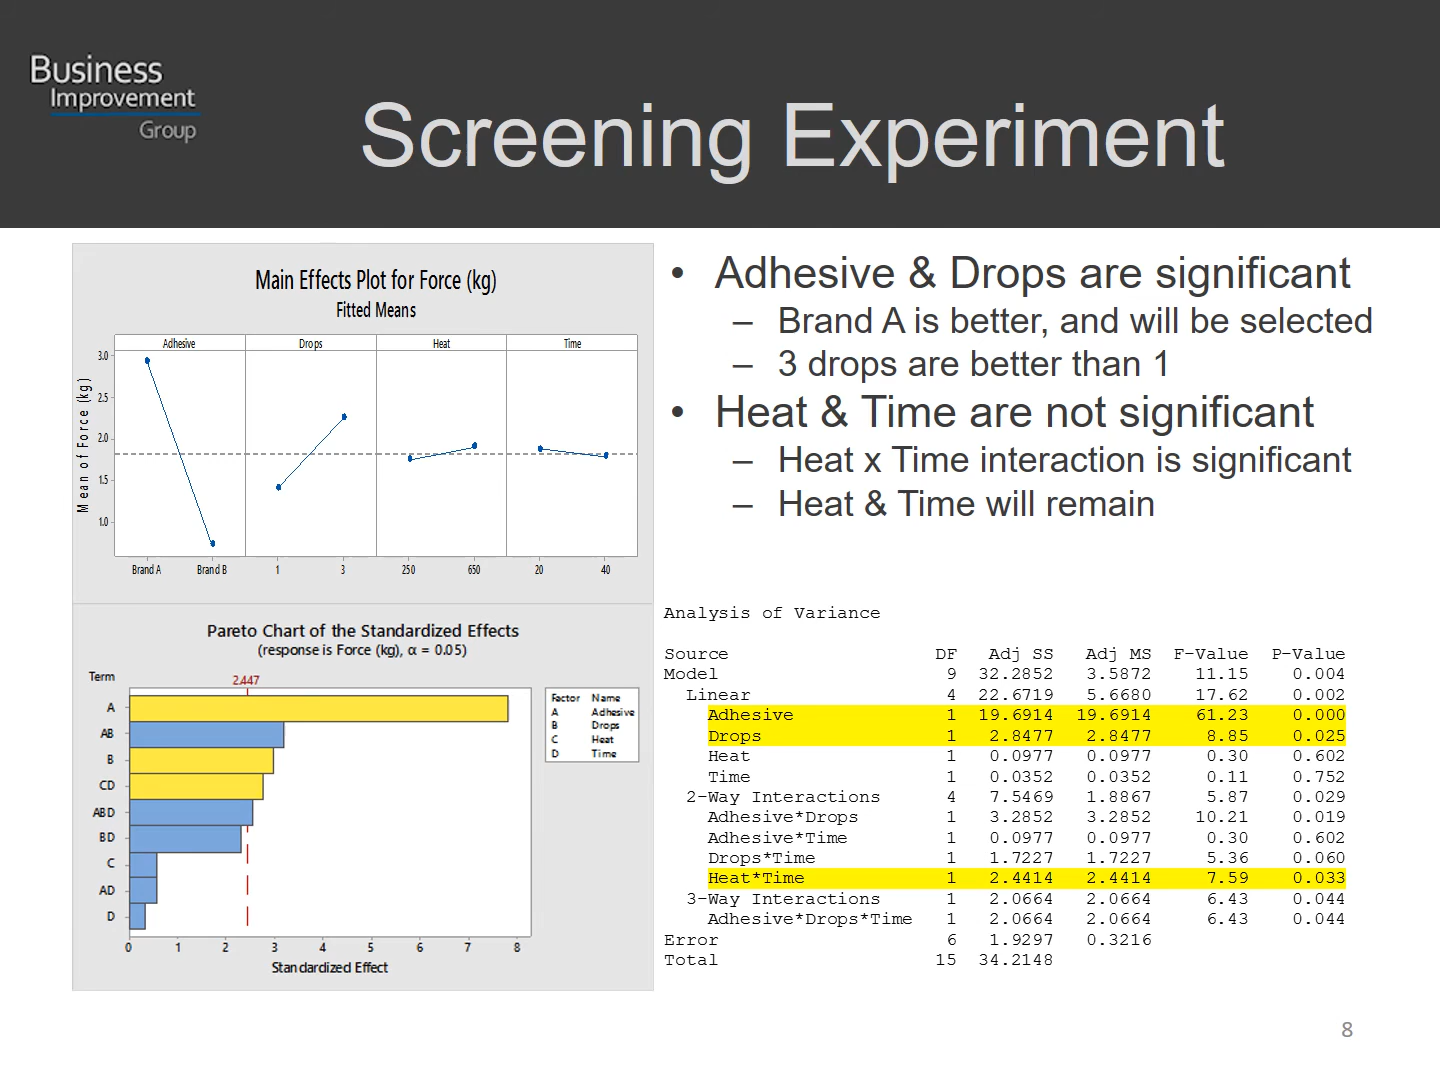 Business
Improvement
Group
Screening Experiment
Main Effects Plot for Force (kg)
Fitted Means
Adhesive Drops Heat Time
Mean of Force (kg)
3.0
2.5
2.0
1.5
1.0
Brand A Brand B 1 3 250 650 20 40
Pareto Chart of the Standardized Effects
(response is Force (kg), α = 0.05)
Term
2.447
A
AB
B
CD
ABD
BD
C
AD
D
0 1 2 3 4 5 6 7 8
Standardized Effect
Factor Name
A Adhesive
B Drops
C Heat
D Time
• Adhesive & Drops are significant
– Brand A is better, and will be selected
– 3 drops are better than 1
• Heat & Time are not significant
– Heat x Time interaction is significant
– Heat & Time will remain
Analysis of Variance
Source DF Adj SS Adj MS F-Value P-Value
Model 9 32.2852 3.5872 11.15 0.004
Linear 4 22.6719 5.6680 17.62 0.002
Adhesive 1 19.6914 19.6914 61.23 0.000
Drops 1 2.8477 2.8477 8.85 0.025
Heat 1 0.0977 0.0977 0.30 0.602
Time 1 0.0352 0.0352 0.11 0.752
2-Way Interactions 4 7.5469 1.8867 5.87 0.029
Adhesive*Drops 1 3.2852 3.2852 10.21 0.019
Adhesive*Time 1 0.0977 0.0977 0.30 0.602
Drops*Time 1 1.7227 1.7227 5.36 0.060
Heat*Time 1 2.4414 2.4414 7.59 0.033
3-Way Interactions 1 2.0664 2.0664 6.43 0.044
Adhesive*Drops*Time 1 2.0664 2.0664 6.43 0.044
Error 6 1.9297 0.3216
Total 15 34.2148
8